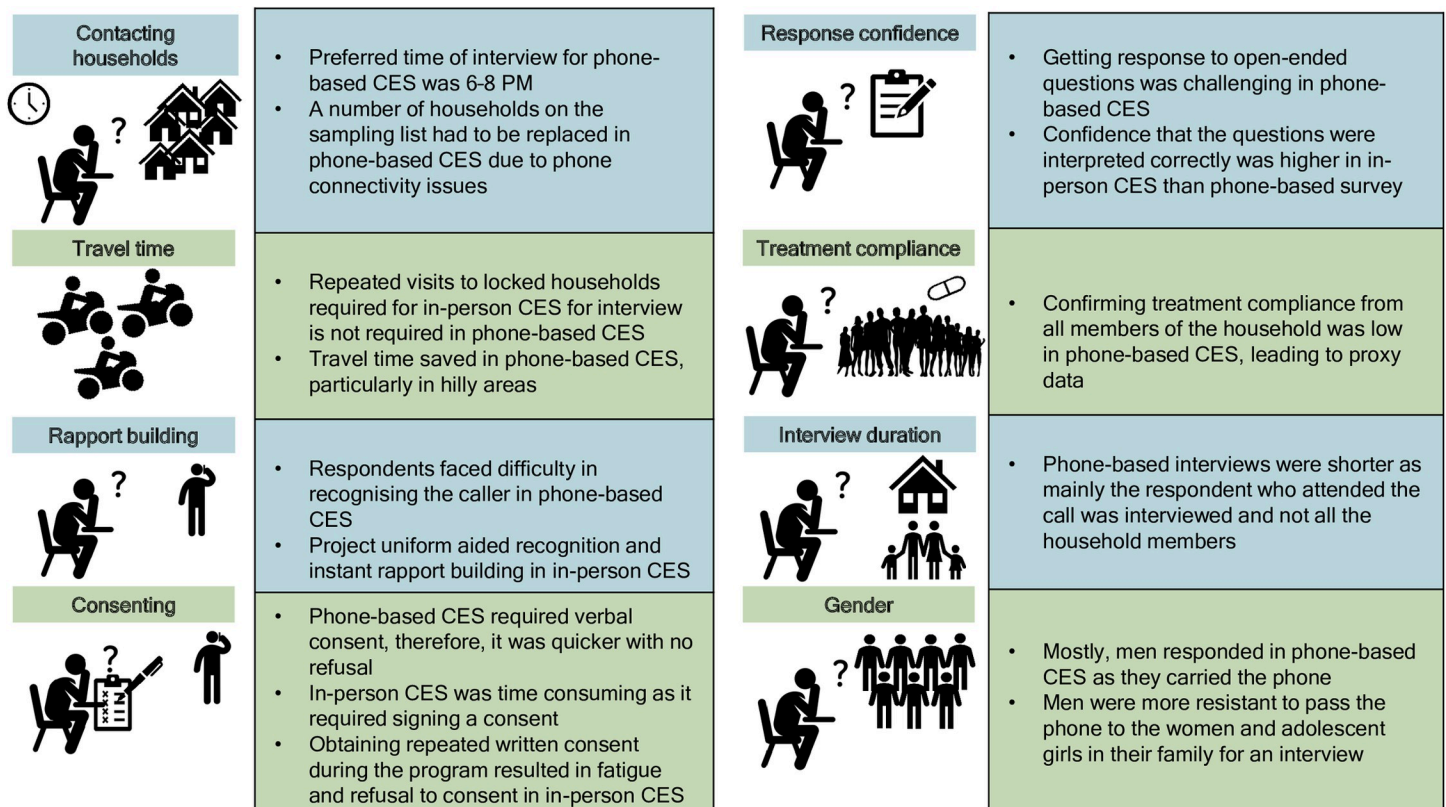 Contacting
households
?
• Preferred time of interview for phone-
based CES was 6-8 PM
• A number of households on the
sampling list had to be replaced in
phone-based CES due to phone
connectivity issues
Travel time
• Repeated visits to locked households
required for in-person CES for interview
is not required in phone-based CES
• Travel time saved in phone-based CES,
particularly in hilly areas
Rapport building
?
• Respondents faced difficulty in
recognising the caller in phone-based
CES
• Project uniform aided recognition and
instant rapport building in in-person CES
Consenting
?
• Phone-based CES required verbal
consent, therefore, it was quicker with no
refusal
• In-person CES was time consuming as it
required signing a consent
• Obtaining repeated written consent
during the program resulted in fatigue
and refusal to consent in in-person CES
Response confidence
?
• Getting response to open-ended
questions was challenging in phone-
based CES
• Confidence that the questions were
interpreted correctly was higher in in-
person CES than phone-based survey
Treatment compliance
?
• Confirming treatment compliance from
all members of the household was low
in phone-based CES, leading to proxy
data
Interview duration
?
• Phone-based interviews were shorter as
mainly the respondent who attended the
call was interviewed and not all the
household members
Gender
?
• Mostly, men responded in phone-based
CES as they carried the phone
• Men were more resistant to pass the
phone to the women and adolescent
girls in their family for an interview